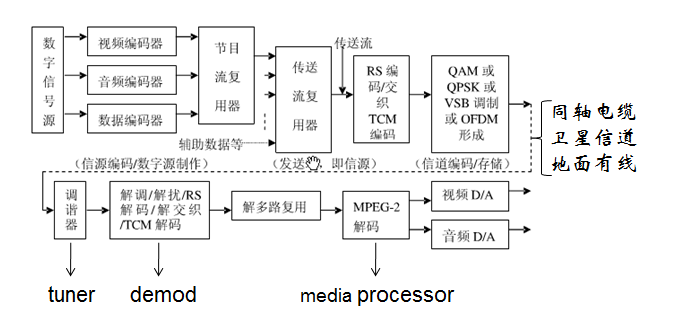 数
字
信
号
源
视频编码器
音频编码器
数据编码器
节目
流复
用器
辅助数据等
传送
流复
用器
传送流
RS 编
码/交
织
TCM
编码
QAM 或
QPSK 或
VSB 调制
或 OFDM
形成
同轴电缆
卫星信道
地面有线
(信源编码/数字源制作)
(发送 , 即信源)
(信道编码/存储)
调
谐
器
解调/解扰/RS
解码/解交织
/TCM 解码
解多路复用
MPEG-2
解码
视频 D/A
音频 D/A
tuner
demod
media processor